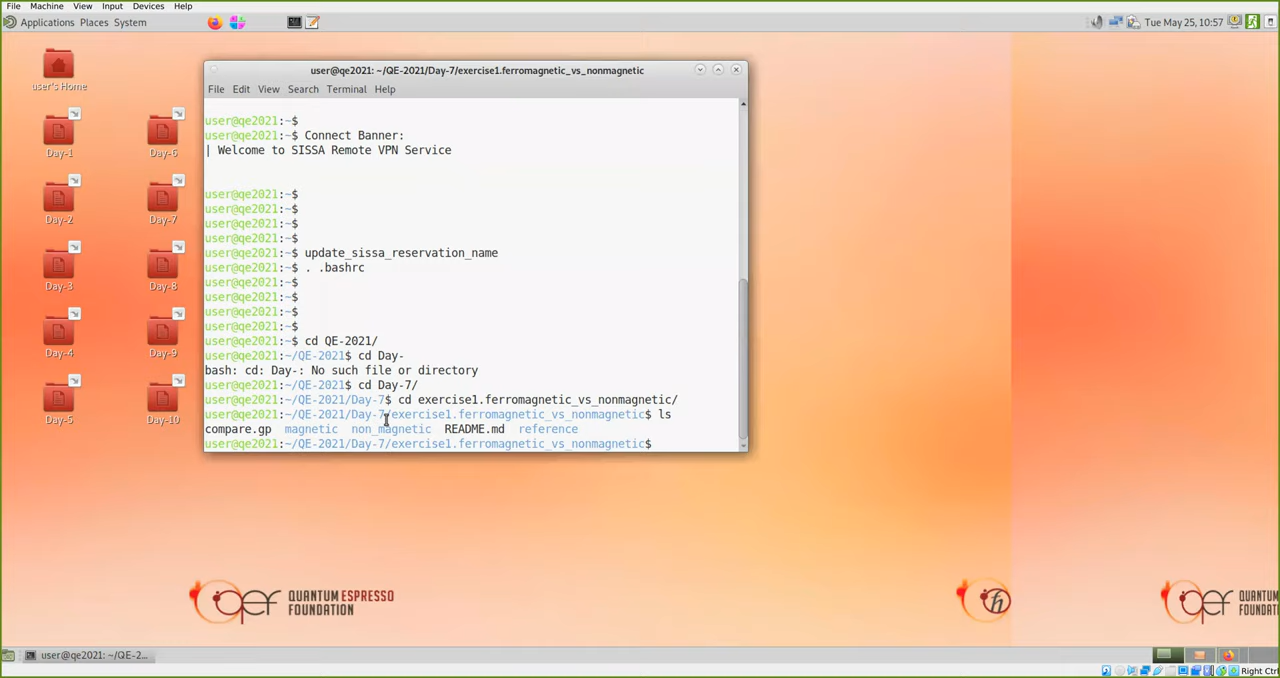 File Machine View Input Devices Help
Applications Places System
Tue May 25, 10:57
user's Home
Day-1
Day-6
Day-2
Day-7
Day-3
Day-8
Day-4
Day-9
Day-5
Day-10
user@qe2021: ~/QE-2021/Day-7/exercise1.ferromagnetic_vs_nonmagnetic
File Edit View Search Terminal Help
user@qe2021:~$
user@qe2021:~$ Connect Banner:
| Welcome to SISSA Remote VPN Service
user@qe2021:~$
user@qe2021:~$
user@qe2021:~$
user@qe2021:~$
user@qe2021:~$ update_sissa_reservation_name
user@qe2021:~$ . .bashrc
user@qe2021:~$
user@qe2021:~$
user@qe2021:~$
user@qe2021:~$
user@qe2021:~$ cd QE-2021/
user@qe2021:~/QE-2021$ cd Day-
bash: cd: Day-: No such file or directory
user@qe2021:~/QE-2021$ cd Day-7/
user@qe2021:~/QE-2021/Day-7$ cd exercise1.ferromagnetic_vs_nonmagnetic/
user@qe2021:~/QE-2021/Day-7/exercise1.ferromagnetic_vs_nonmagnetic$ ls
compare.gp magnetic non_magnetic README.md reference
user@qe2021:~/QE-2021/Day-7/exercise1.ferromagnetic_vs_nonmagnetic$
QEF QUANTUM ESPRESSO
FOUNDATION
ħ
QEF QUANTUM
FOUNDA
user@qe2021: ~/QE-2...
Right Ctrl